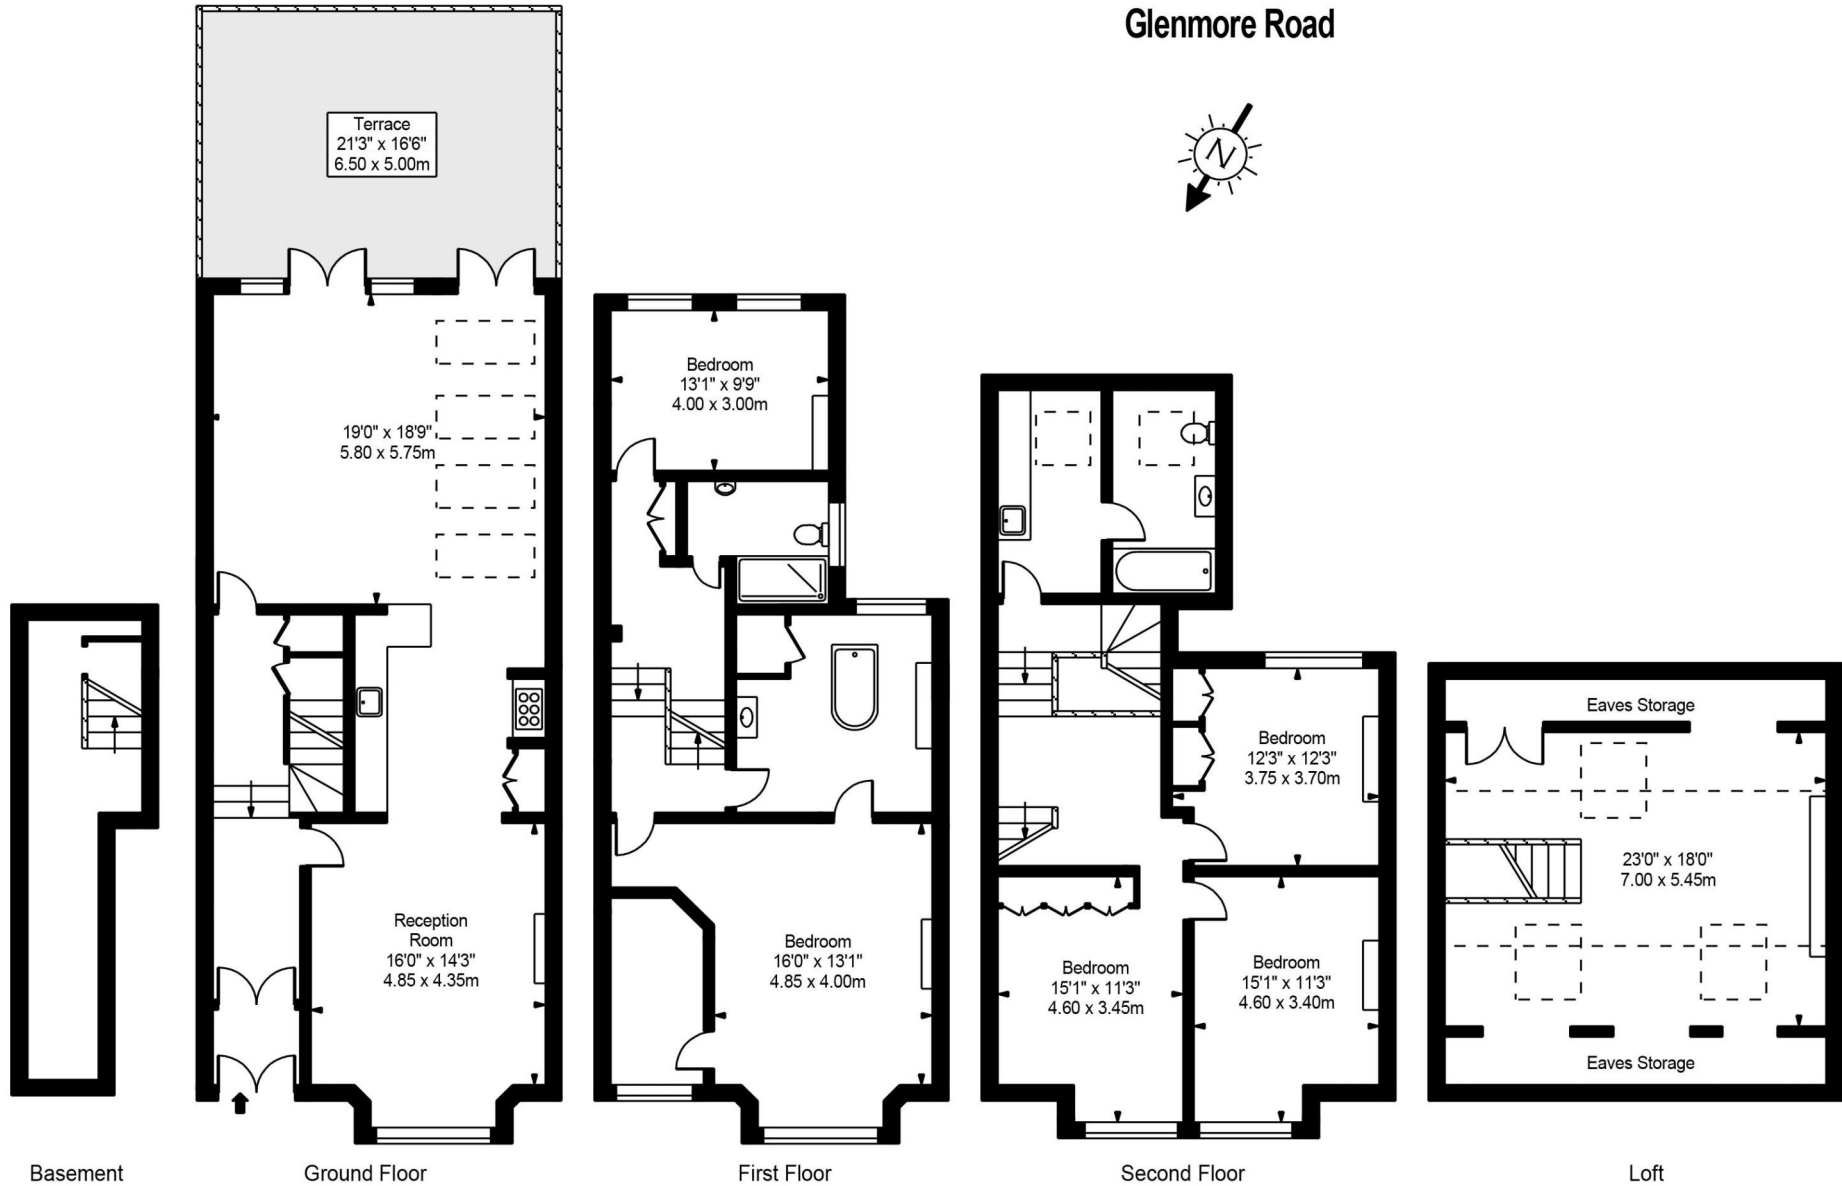 Glenmore Road
N
Terrace
21'3" x 16'6"
6.50 x 5.00m
19'0" x 18'9"
5.80 x 5.75m
Reception
Room
16'0" x 14'3"
4.85 x 4.35m
Bedroom
13'1" x 9'9"
4.00 x 3.00m
Bedroom
16'0" x 13'1"
4.85 x 4.00m
Bedroom
12'3" x 12'3"
3.75 x 3.70m
Bedroom
15'1" x 11'3"
4.60 x 3.45m
Bedroom
15'1" x 11'3"
4.60 x 3.40m
Eaves Storage
23'0" x 18'0"
7.00 x 5.45m
Eaves Storage
Basement
Ground Floor
First Floor
Second Floor
Loft